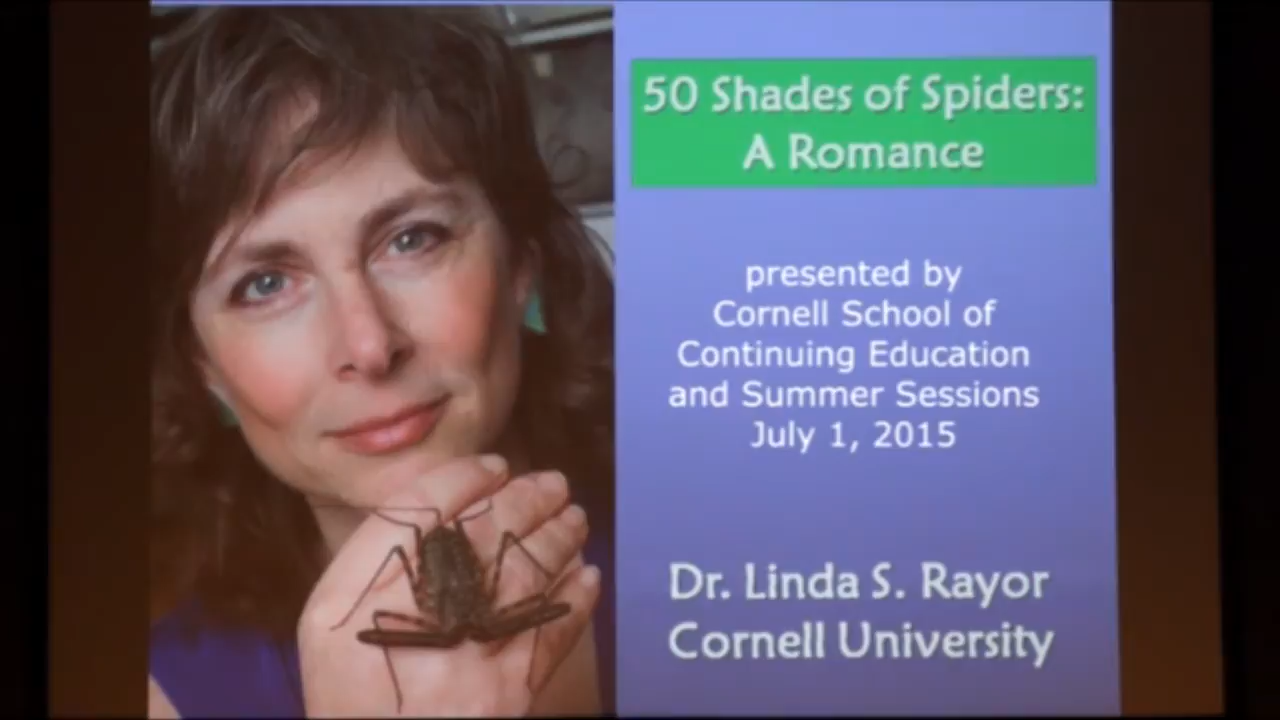 50 Shades of Spiders:
A Romance
presented by
Cornell School of
Continuing Education
and Summer Sessions
July 1, 2015
Dr. Linda S. Rayor
Cornell University